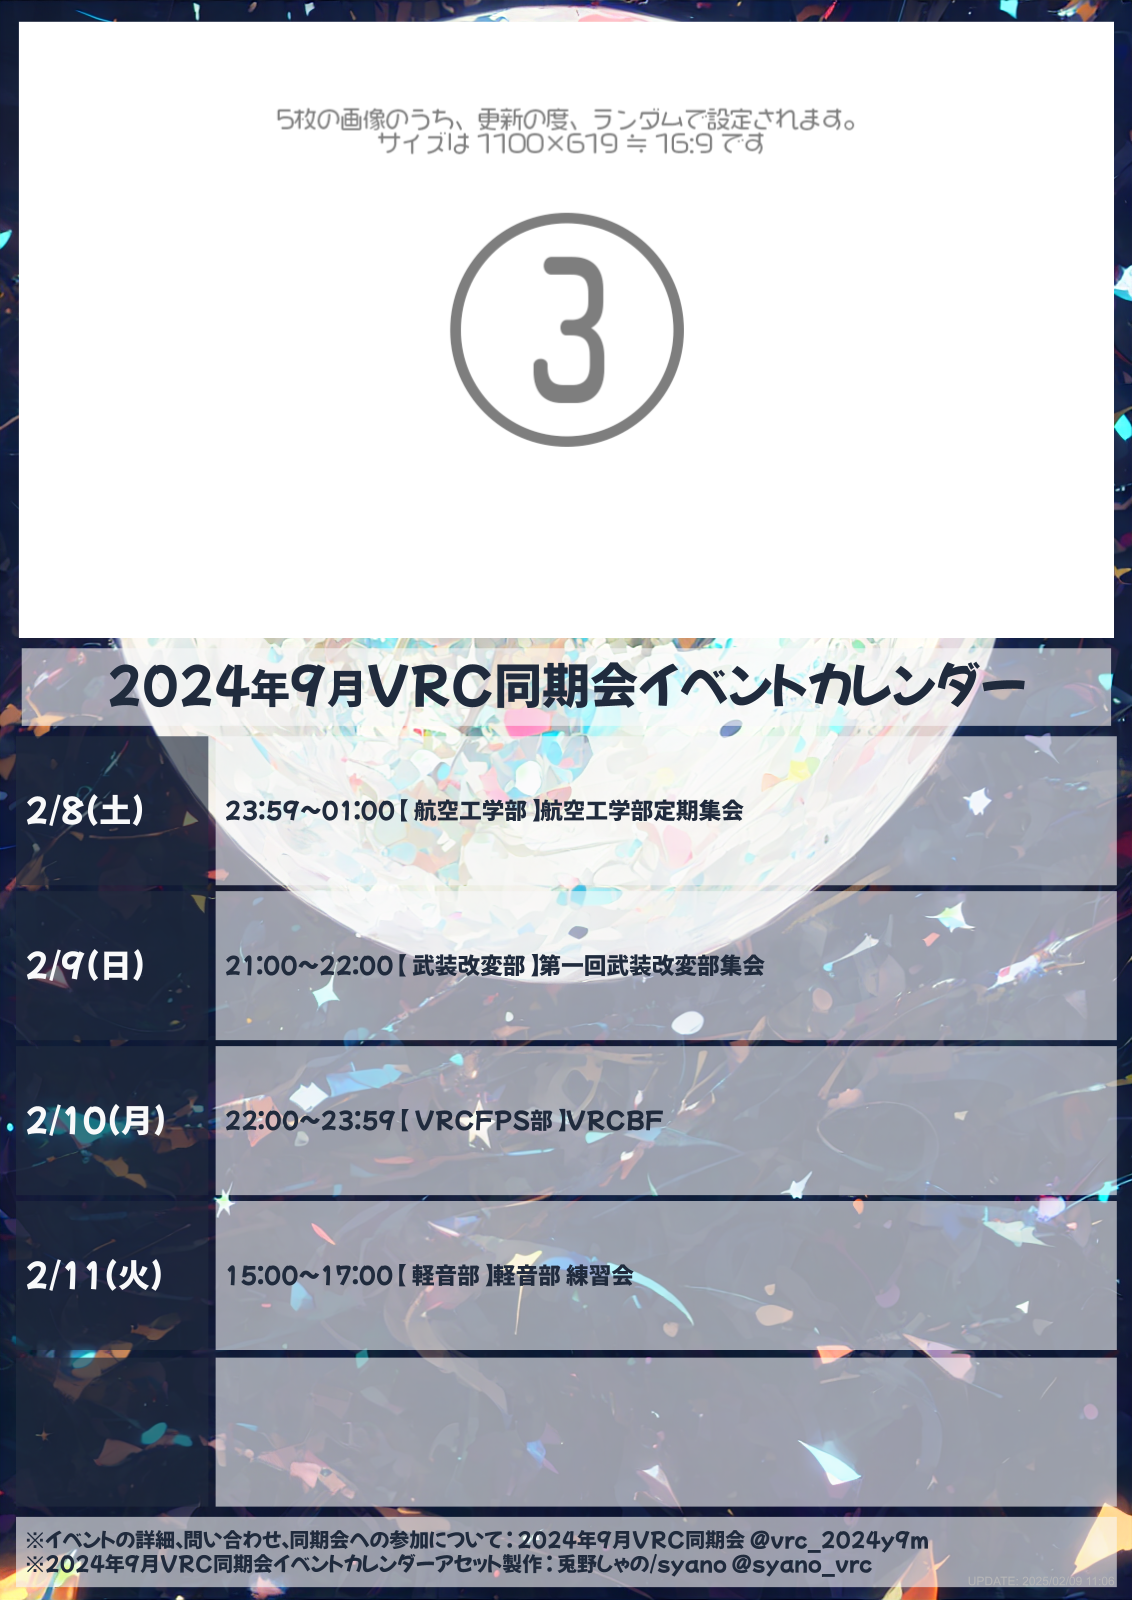 5枚の画像のうち、更新の度、ランダムで設定されます。
サイズは 1100×619 ≒ 16:9 です
3
2024年9月VRC同期会イベントカレンダー
2/8(土)
23:59～01:00【 航空工学部 】航空工学部定期集会
2/9(日)
21:00～22:00【 武装改変部 】第一回武装改変部集会
2/10(月)
22:00～23:59【 VRCFPS部 】VRCBF
2/11(火)
15:00～17:00【 軽音部 】軽音部 練習会
※イベントの詳細、問い合わせ、同期会への参加について：2024年9月VRC同期会 @vrc_2024y9m
※2024年9月VRC同期会イベントカレンダーアセット製作：兎野しゃの/syano @syano_vrc
UPDATE: 2025/02/09 11:06